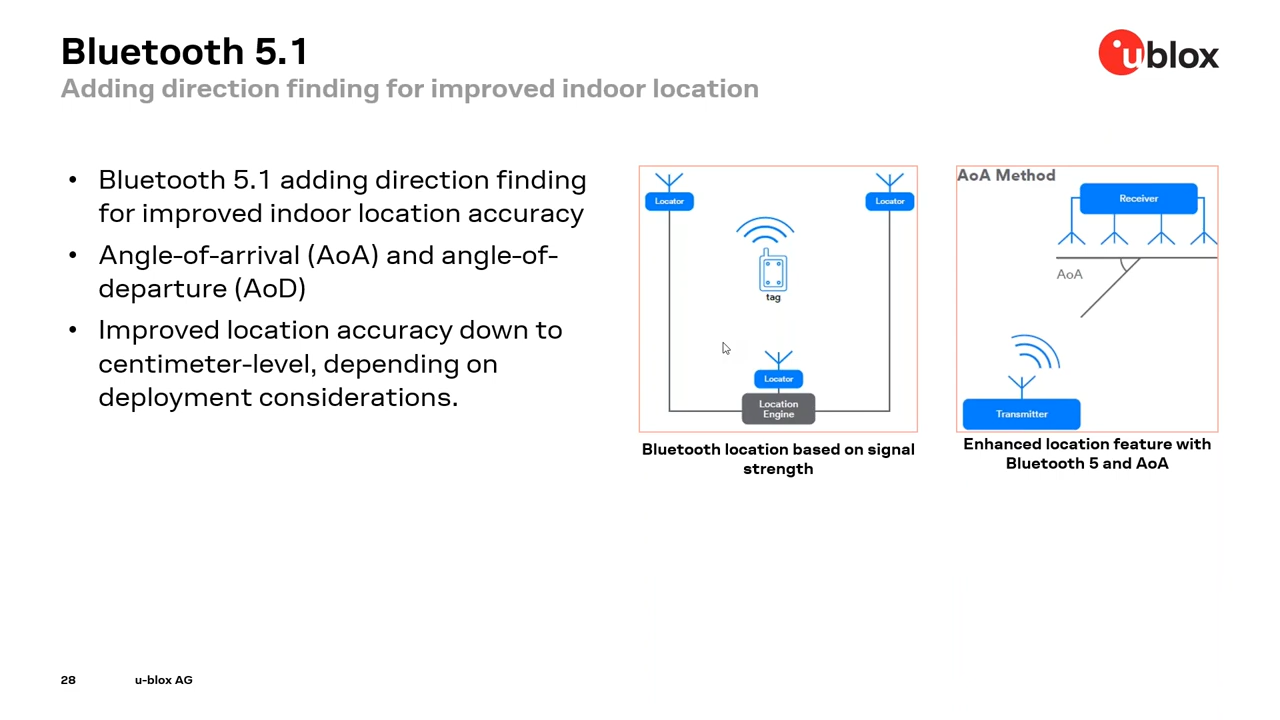 Bluetooth 5.1
Adding direction finding for improved indoor location
ublox
• Bluetooth 5.1 adding direction finding
for improved indoor location accuracy
• Angle-of-arrival (AoA) and angle-of-
departure (AoD)
• Improved location accuracy down to
centimeter-level, depending on
deployment considerations.
Locator
Locator
tag
Locator
Location
Engine
Bluetooth location based on signal
strength
AoA Method
Receiver
AoA
Transmitter
Enhanced location feature with
Bluetooth 5 and AoA
28
u-blox AG